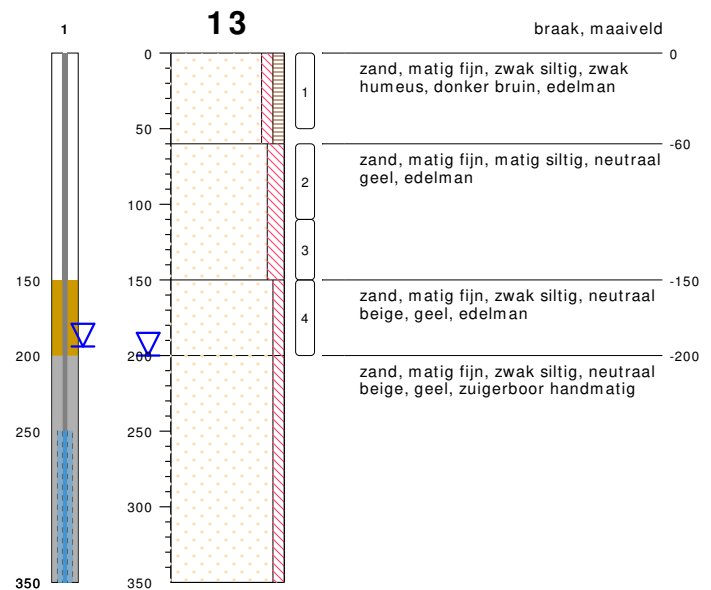 1
13
braak, maaiveld
0
0
zand, matig fijn, zwak siltig, zwak
humeus, donker bruin, edelman
1
50
-60
zand, matig fijn, matig siltig, neutraal
geel, edelman
2
100
3
150
150
-150
zand, matig fijn, zwak siltig, neutraal
beige, geel, edelman
4
200
200
-200
zand, matig fijn, zwak siltig, neutraal
beige, geel, zuigerboor handmatig
250
250
300
350
350